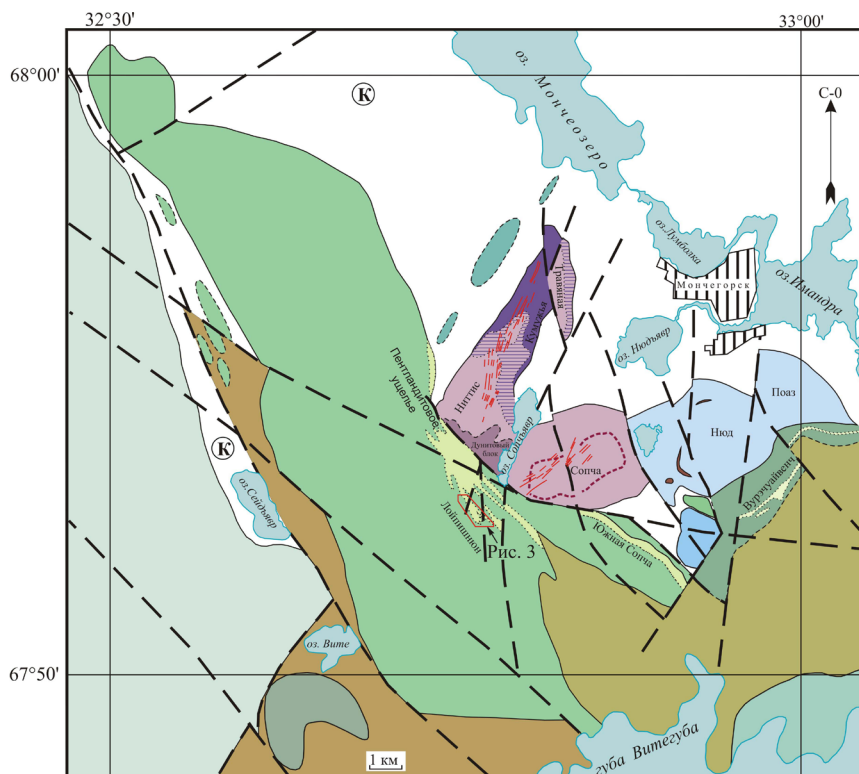 32°30'
33°00'
68°00'
оз. Мончеозеро
К
С-0
оз.Лумболка
Мончегорск
оз.Имандра
Травяная
Кумужья
оз. Нюдъявр
Пентландитовое
ущелье
Ниттис
Поаз
Нюд
Дунитовый
блок
оз. Сопчъявр
Сопча
К
Вурэчуайвенч
оз.Сейдъявр
Лойпишнюн
Рис. 3
Южная Сопча
оз. Вите
67°50'
губа Витегуба
1 км